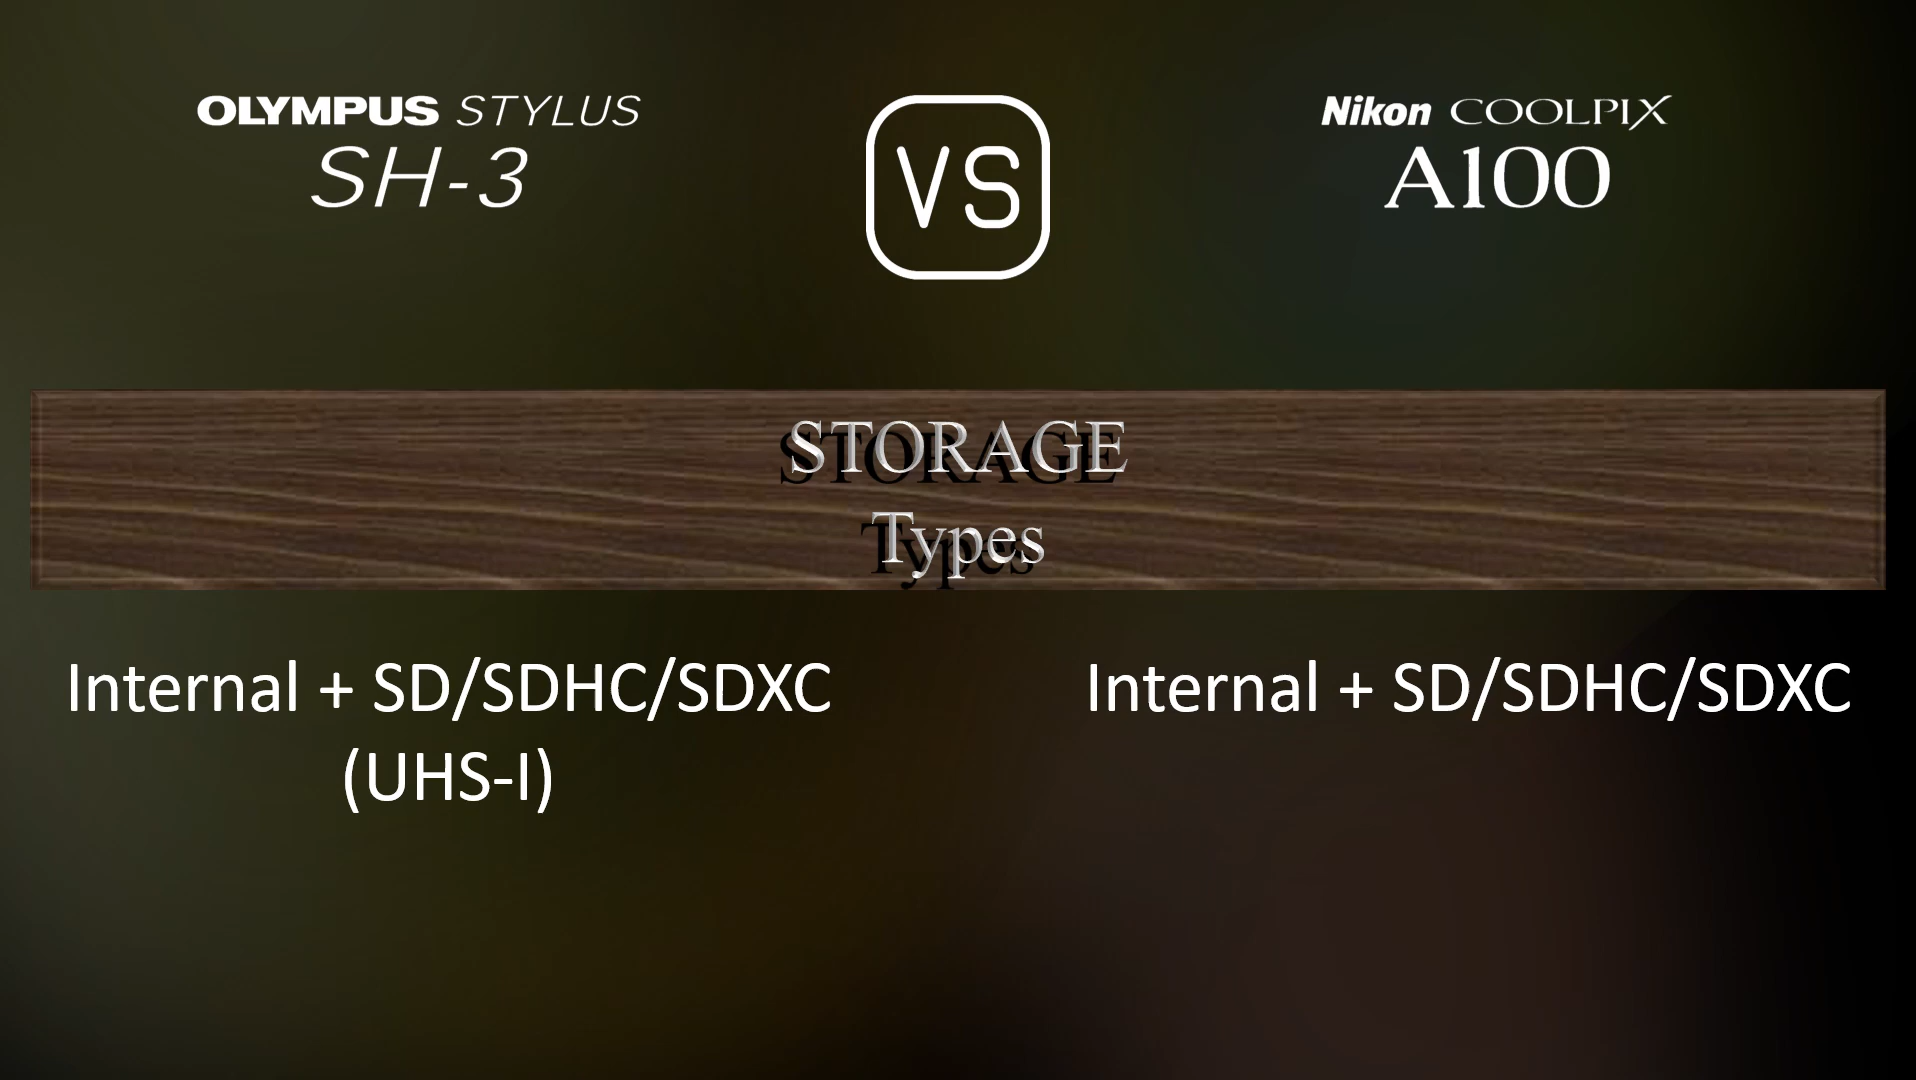 OLYMPUS STYLUS
SH-3
VS
Nikon COOLPIX
A100
STORAGE
Types
Internal + SD/SDHC/SDXC
(UHS-I)
Internal + SD/SDHC/SDXC